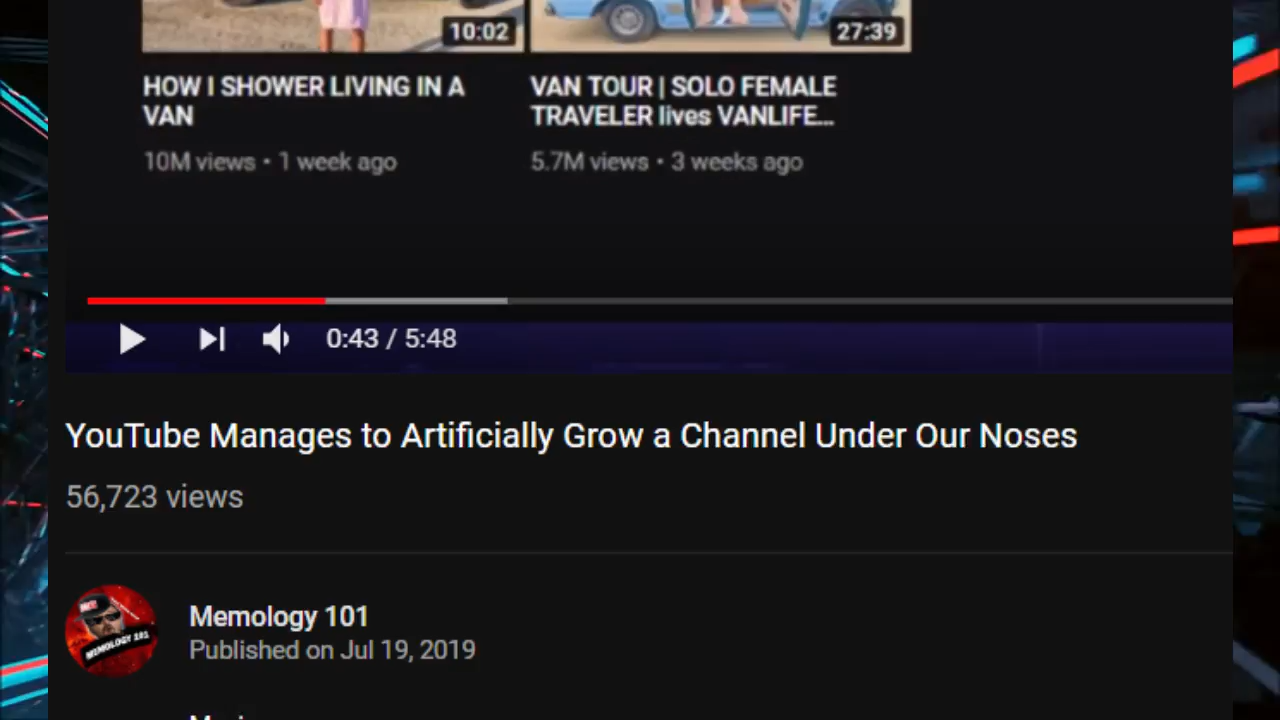 10:02
27:39
HOW I SHOWER LIVING IN A
VAN
VAN TOUR | SOLO FEMALE
TRAVELER lives VANLIFE...
10M views • 1 week ago
5.7M views • 3 weeks ago
0:43 / 5:48
YouTube Manages to Artificially Grow a Channel Under Our Noses
56,723 views
MEMOLOGY 101
Memology 101
Published on Jul 19, 2019